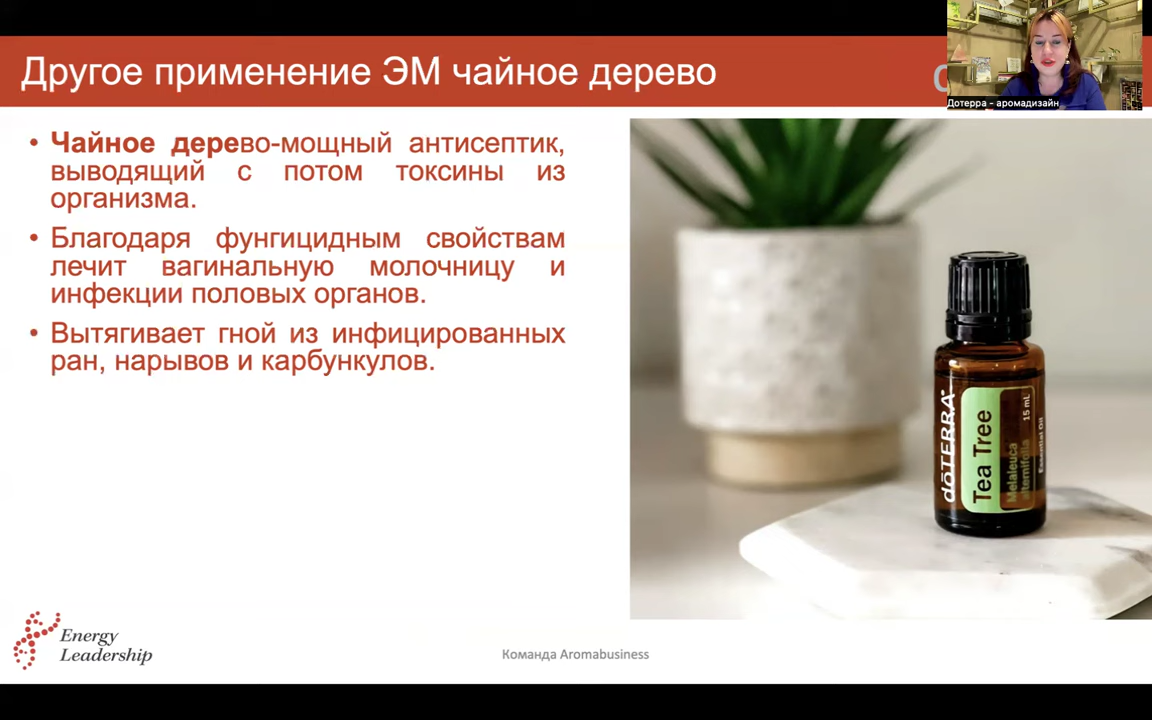 Другое применение ЭМ чайное дерево
Дотерра - аромадизайн
• Чайное дерево-мощный антисептик,
выводящий с потом токсины из
организма.
• Благодаря фунгицидным свойствам
лечит вагинальную молочницу и
инфекции половых органов.
• Вытягивает гной из инфицированных
ран, нарывов и карбункулов.
dōTERRA
Tea Tree
Melaleuca
alternifolia
15 mL
Essential Oil
Energy
Leadership
Команда Aromabusiness